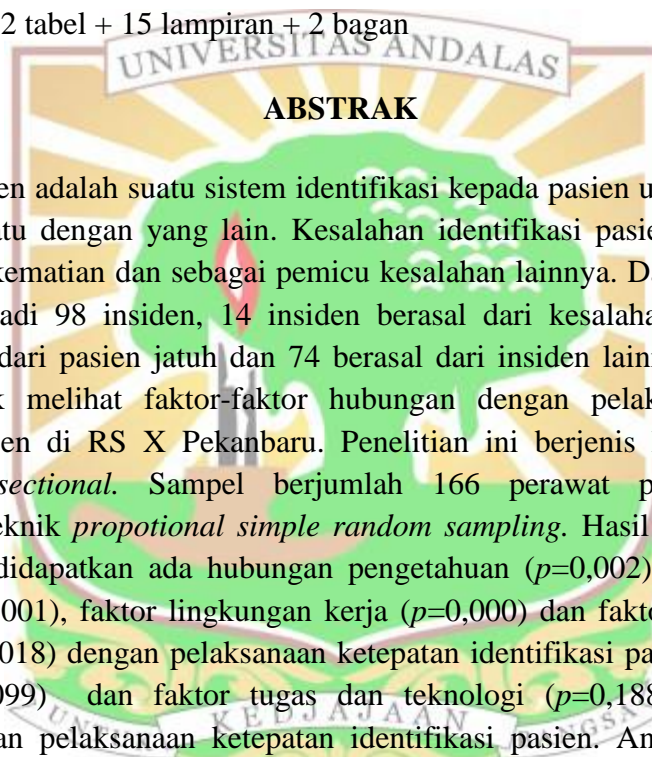 2 tabel + 15 lampiran + 2 bagan
UNIVERSITAS ANDALAS
ABSTRAK
en adalah suatu sistem identifikasi kepada pasien u
atu dengan yang lain. Kesalahan identifikasi pasie
kematian dan sebagai pemicu kesalahan lainnya. D
adi 98 insiden, 14 insiden berasal dari kesalaha
dari pasien jatuh dan 74 berasal dari insiden lain
k melihat faktor-faktor hubungan dengan pelak
en di RS X Pekanbaru. Penelitian ini berjenis
sectional. Sampel berjumlah 166 perawat p
eknik propotional simple random sampling. Hasil
didapatkan ada hubungan pengetahuan (p=0,002)
001), faktor lingkungan kerja (p=0,000) dan fakto
018) dengan pelaksanaan ketepatan identifikasi pa
099) dan faktor tugas dan teknologi (p=0,188
UNTUK KEDJAJAAN BANGSA
an pelaksanaan ketepatan identifikasi pasien. An